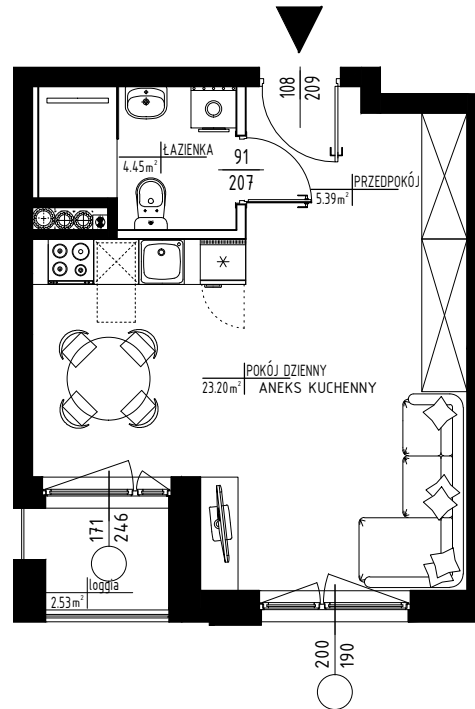 108
209
ŁAZIENKA
4.45m²
91
207
PRZEDPOKÓJ
5.39m²
POKÓJ DZIENNY
23.20m² ANEKS KUCHENNY
171
246
loggia
2.53m²
200
190